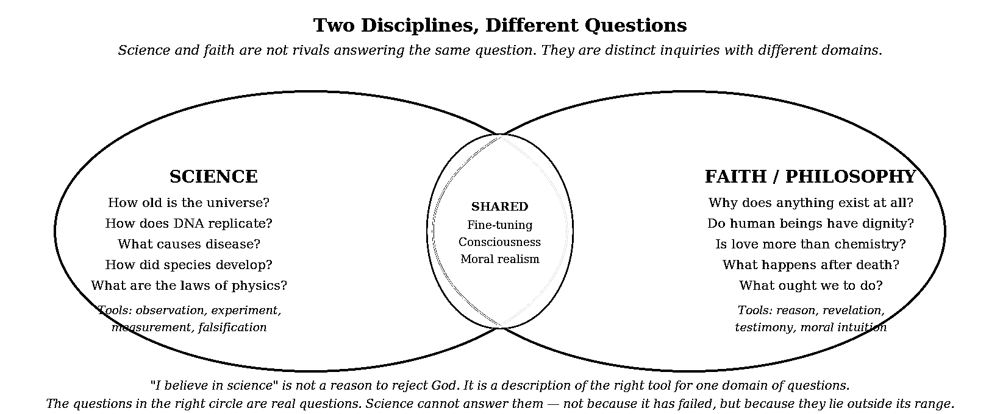 Two Disciplines, Different Questions
Science and faith are not rivals answering the same question. They are distinct inquiries with different domains.
SCIENCE
How old is the universe?
How does DNA replicate?
What causes disease?
How did species develop?
What are the laws of physics?
Tools: observation, experiment,
measurement, falsification
SHARED
Fine-tuning
Consciousness
Moral realism
FAITH / PHILOSOPHY
Why does anything exist at all?
Do human beings have dignity?
Is love more than chemistry?
What happens after death?
What ought we to do?
Tools: reason, revelation,
testimony, moral intuition
"I believe in science" is not a reason to reject God. It is a description of the right tool for one domain of questions.
The questions in the right circle are real questions. Science cannot answer them — not because it has failed, but because they lie outside its range.